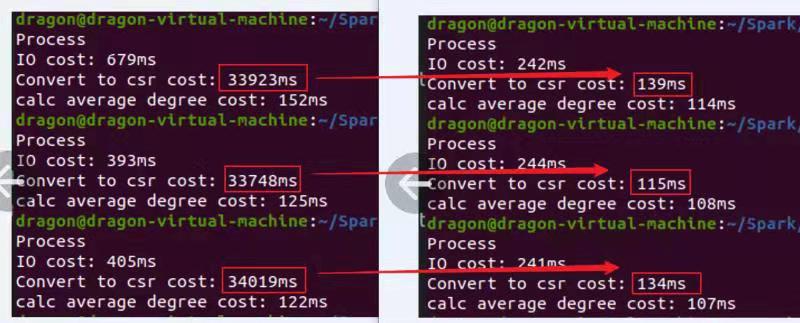 dragon@dragon-virtual-machine:~/Spark
Process
IO cost: 679ms
Convert to csr cost: 33923ms
calc average degree cost: 152ms
dragon@dragon-virtual-machine:~/Spar
Process
IO cost: 393ms
Convert to csr cost: 33748ms
calc average degree cost: 125ms
dragon@dragon-virtual-machine:~/Spar
Process
IO cost: 405ms
Convert to csr cost: 34019ms
calc average degree cost: 122ms
dragon@dragon-virtual-machine:~/Spark/
Process
IO cost: 242ms
Convert to csr cost: 139ms
calc average degree cost: 114ms
dragon@dragon-virtual-machine:~/Spark/
Process
IO cost: 244ms
Convert to csr cost: 115ms
calc average degree cost: 108ms
dragon@dragon-virtual-machine:~/Spark/
Process
IO cost: 241ms
Convert to csr cost: 134ms
calc average degree cost: 107ms